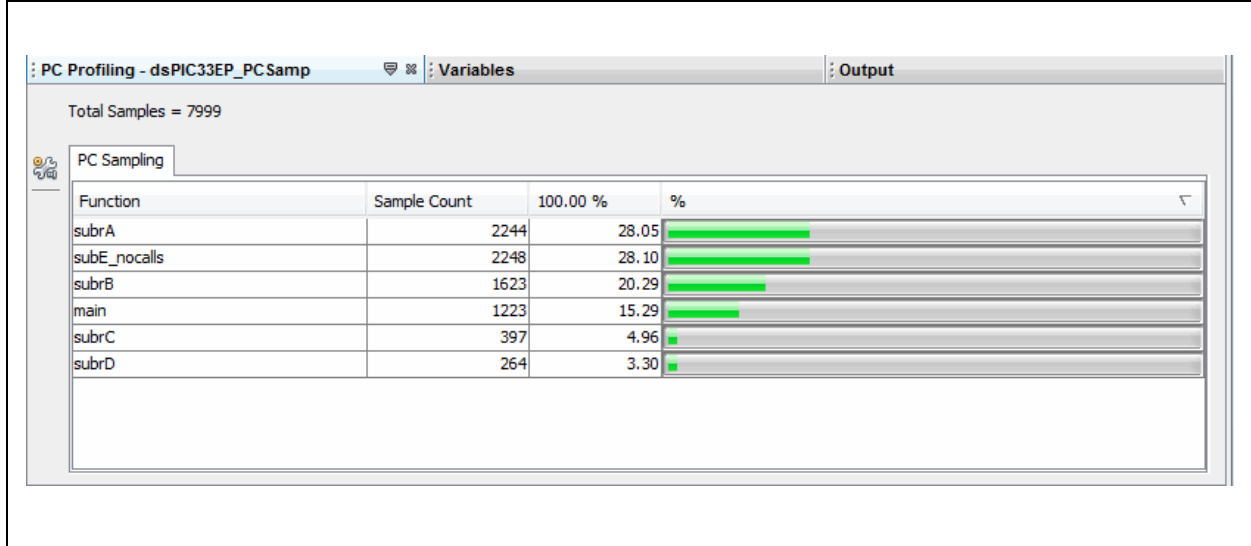 PC Profiling - dsPIC33EP_PCSamp Variables Output
Total Samples = 7999
PC Sampling
Function Sample Count 100.00 % %
subrA 2244 28.05
subE_nocalls 2248 28.10
subrB 1623 20.29
main 1223 15.29
subrC 397 4.96
subrD 264 3.30